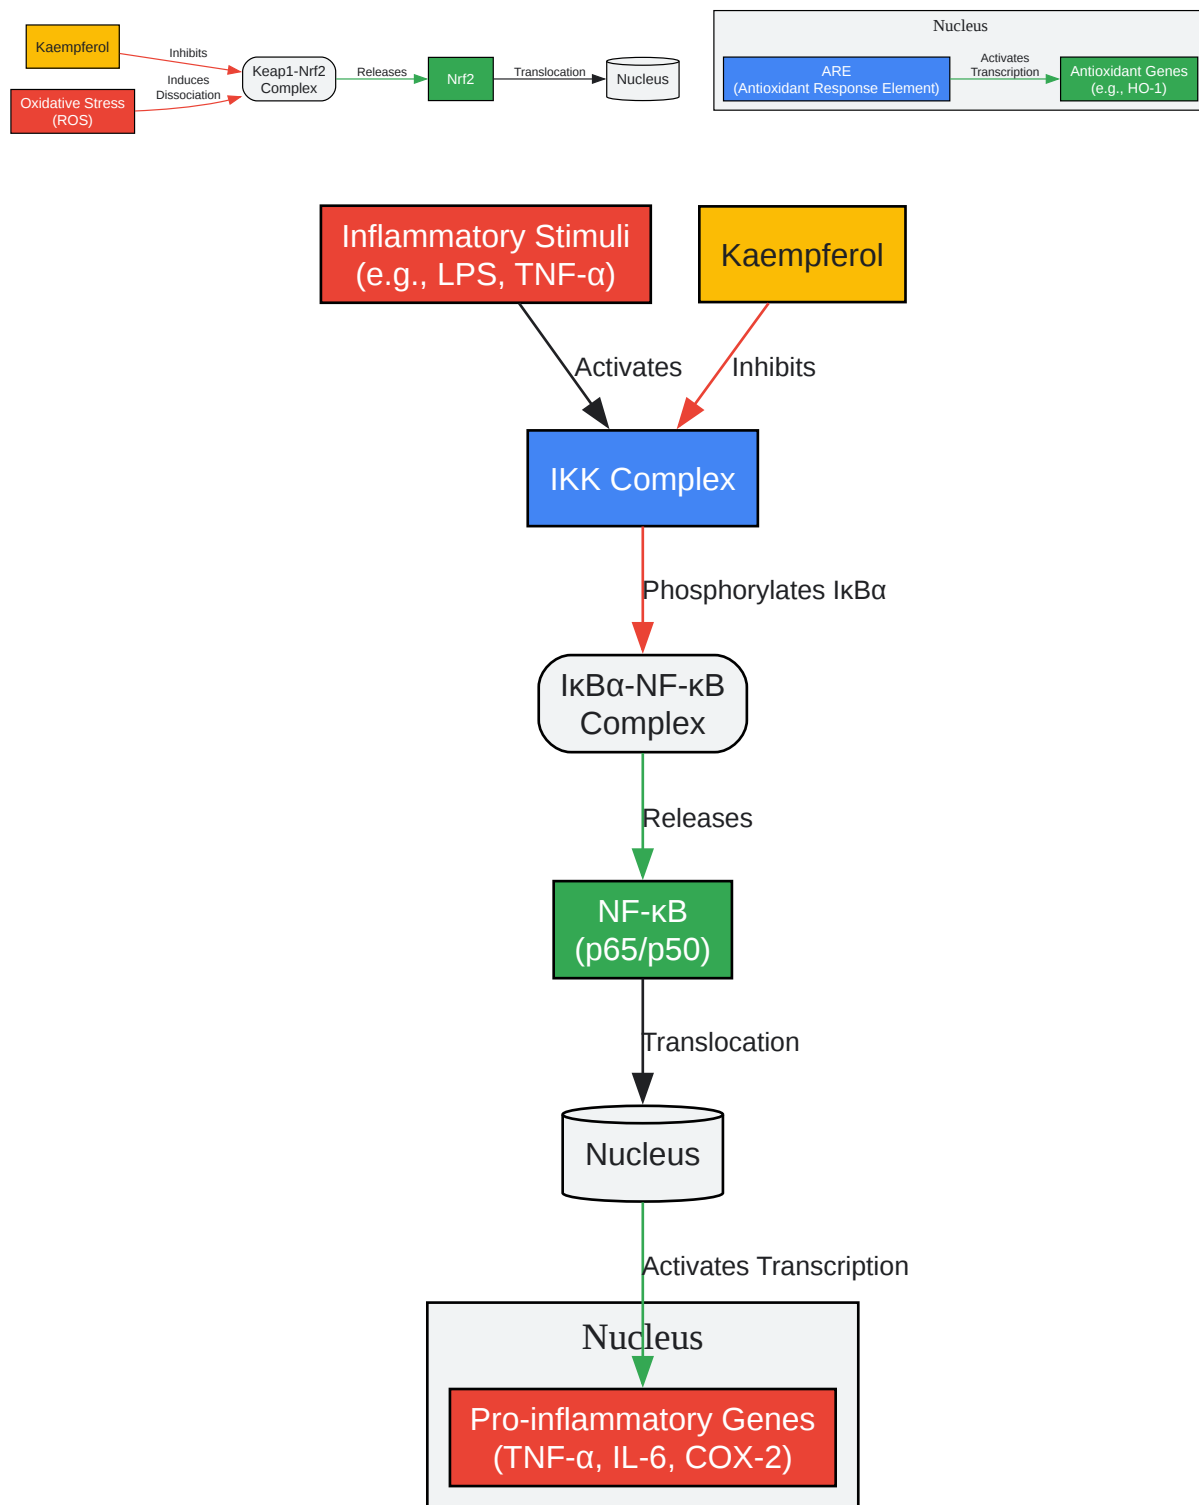 Kaempferol
Inhibits
Oxidative Stress
(ROS)
Induces
Dissociation
Keap1-Nrf2
Complex
Releases
Nrf2
Translocation
Nucleus
Nucleus
ARE
(Antioxidant Response Element)
Activates
Transcription
Antioxidant Genes
(e.g., HO-1)
Inflammatory Stimuli
(e.g., LPS, TNF-α)
Kaempferol
Activates
Inhibits
IKK Complex
Phosphorylates IκBα
IκBα-NF-κB
Complex
Releases
NF-κB
(p65/p50)
Translocation
Nucleus
Activates Transcription
Nucleus
Pro-inflammatory Genes
(TNF-α, IL-6, COX-2)